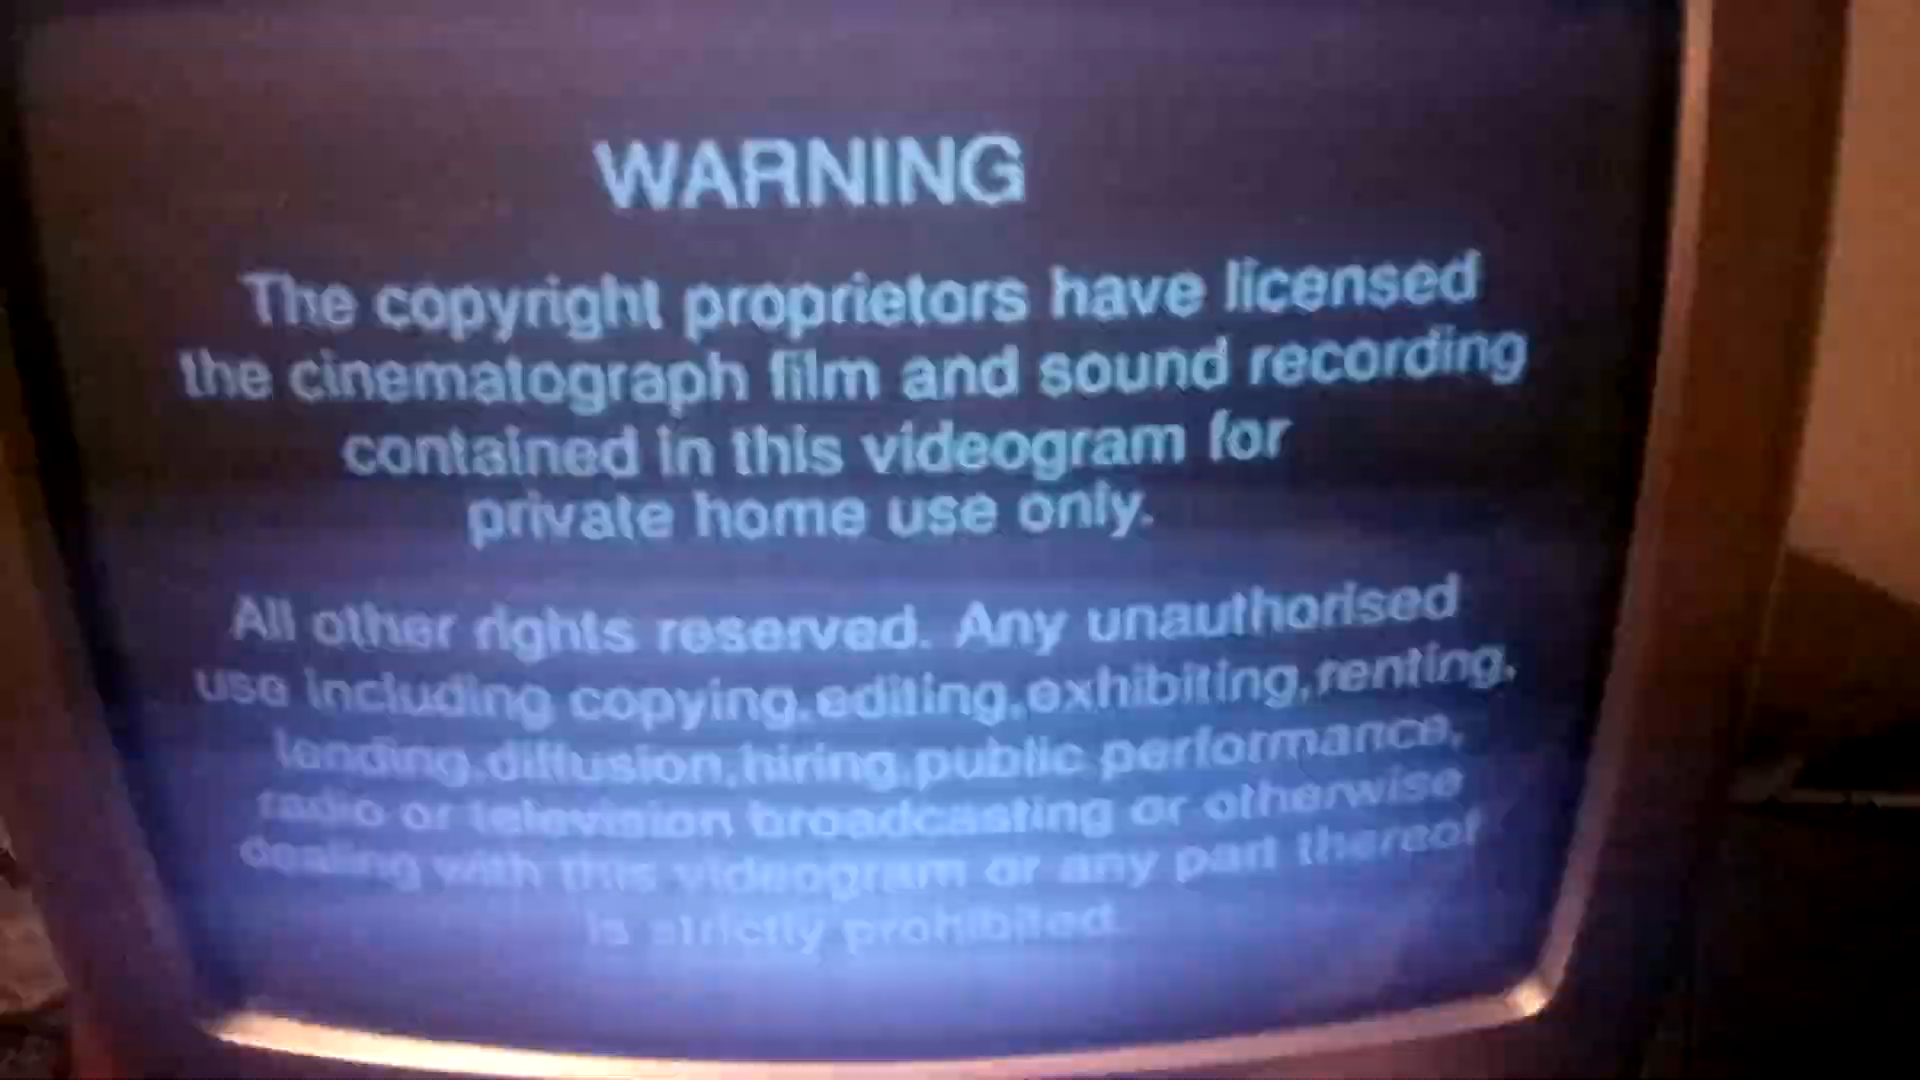 WARNING
The copyright proprietors have licensed
the cinematograph film and sound recording
contained in this videogram for
private home use only.
All other rights reserved. Any unauthorised
use including copying,editing,exhibiting,renting,
lending,diffusion,hiring,public performance,
radio or television broadcasting or otherwise
dealing with this videogram or any part thereof
is strictly prohibited.